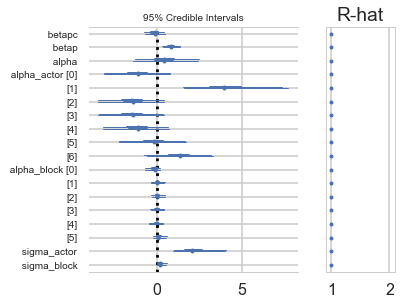 95% Credible Intervals
R-hat
betapc
betap
alpha
alpha_actor [0]
[1]
[2]
[3]
[4]
[5]
[6]
alpha_block [0]
[1]
[2]
[3]
[4]
[5]
sigma_actor
sigma_block
0 5
1 2